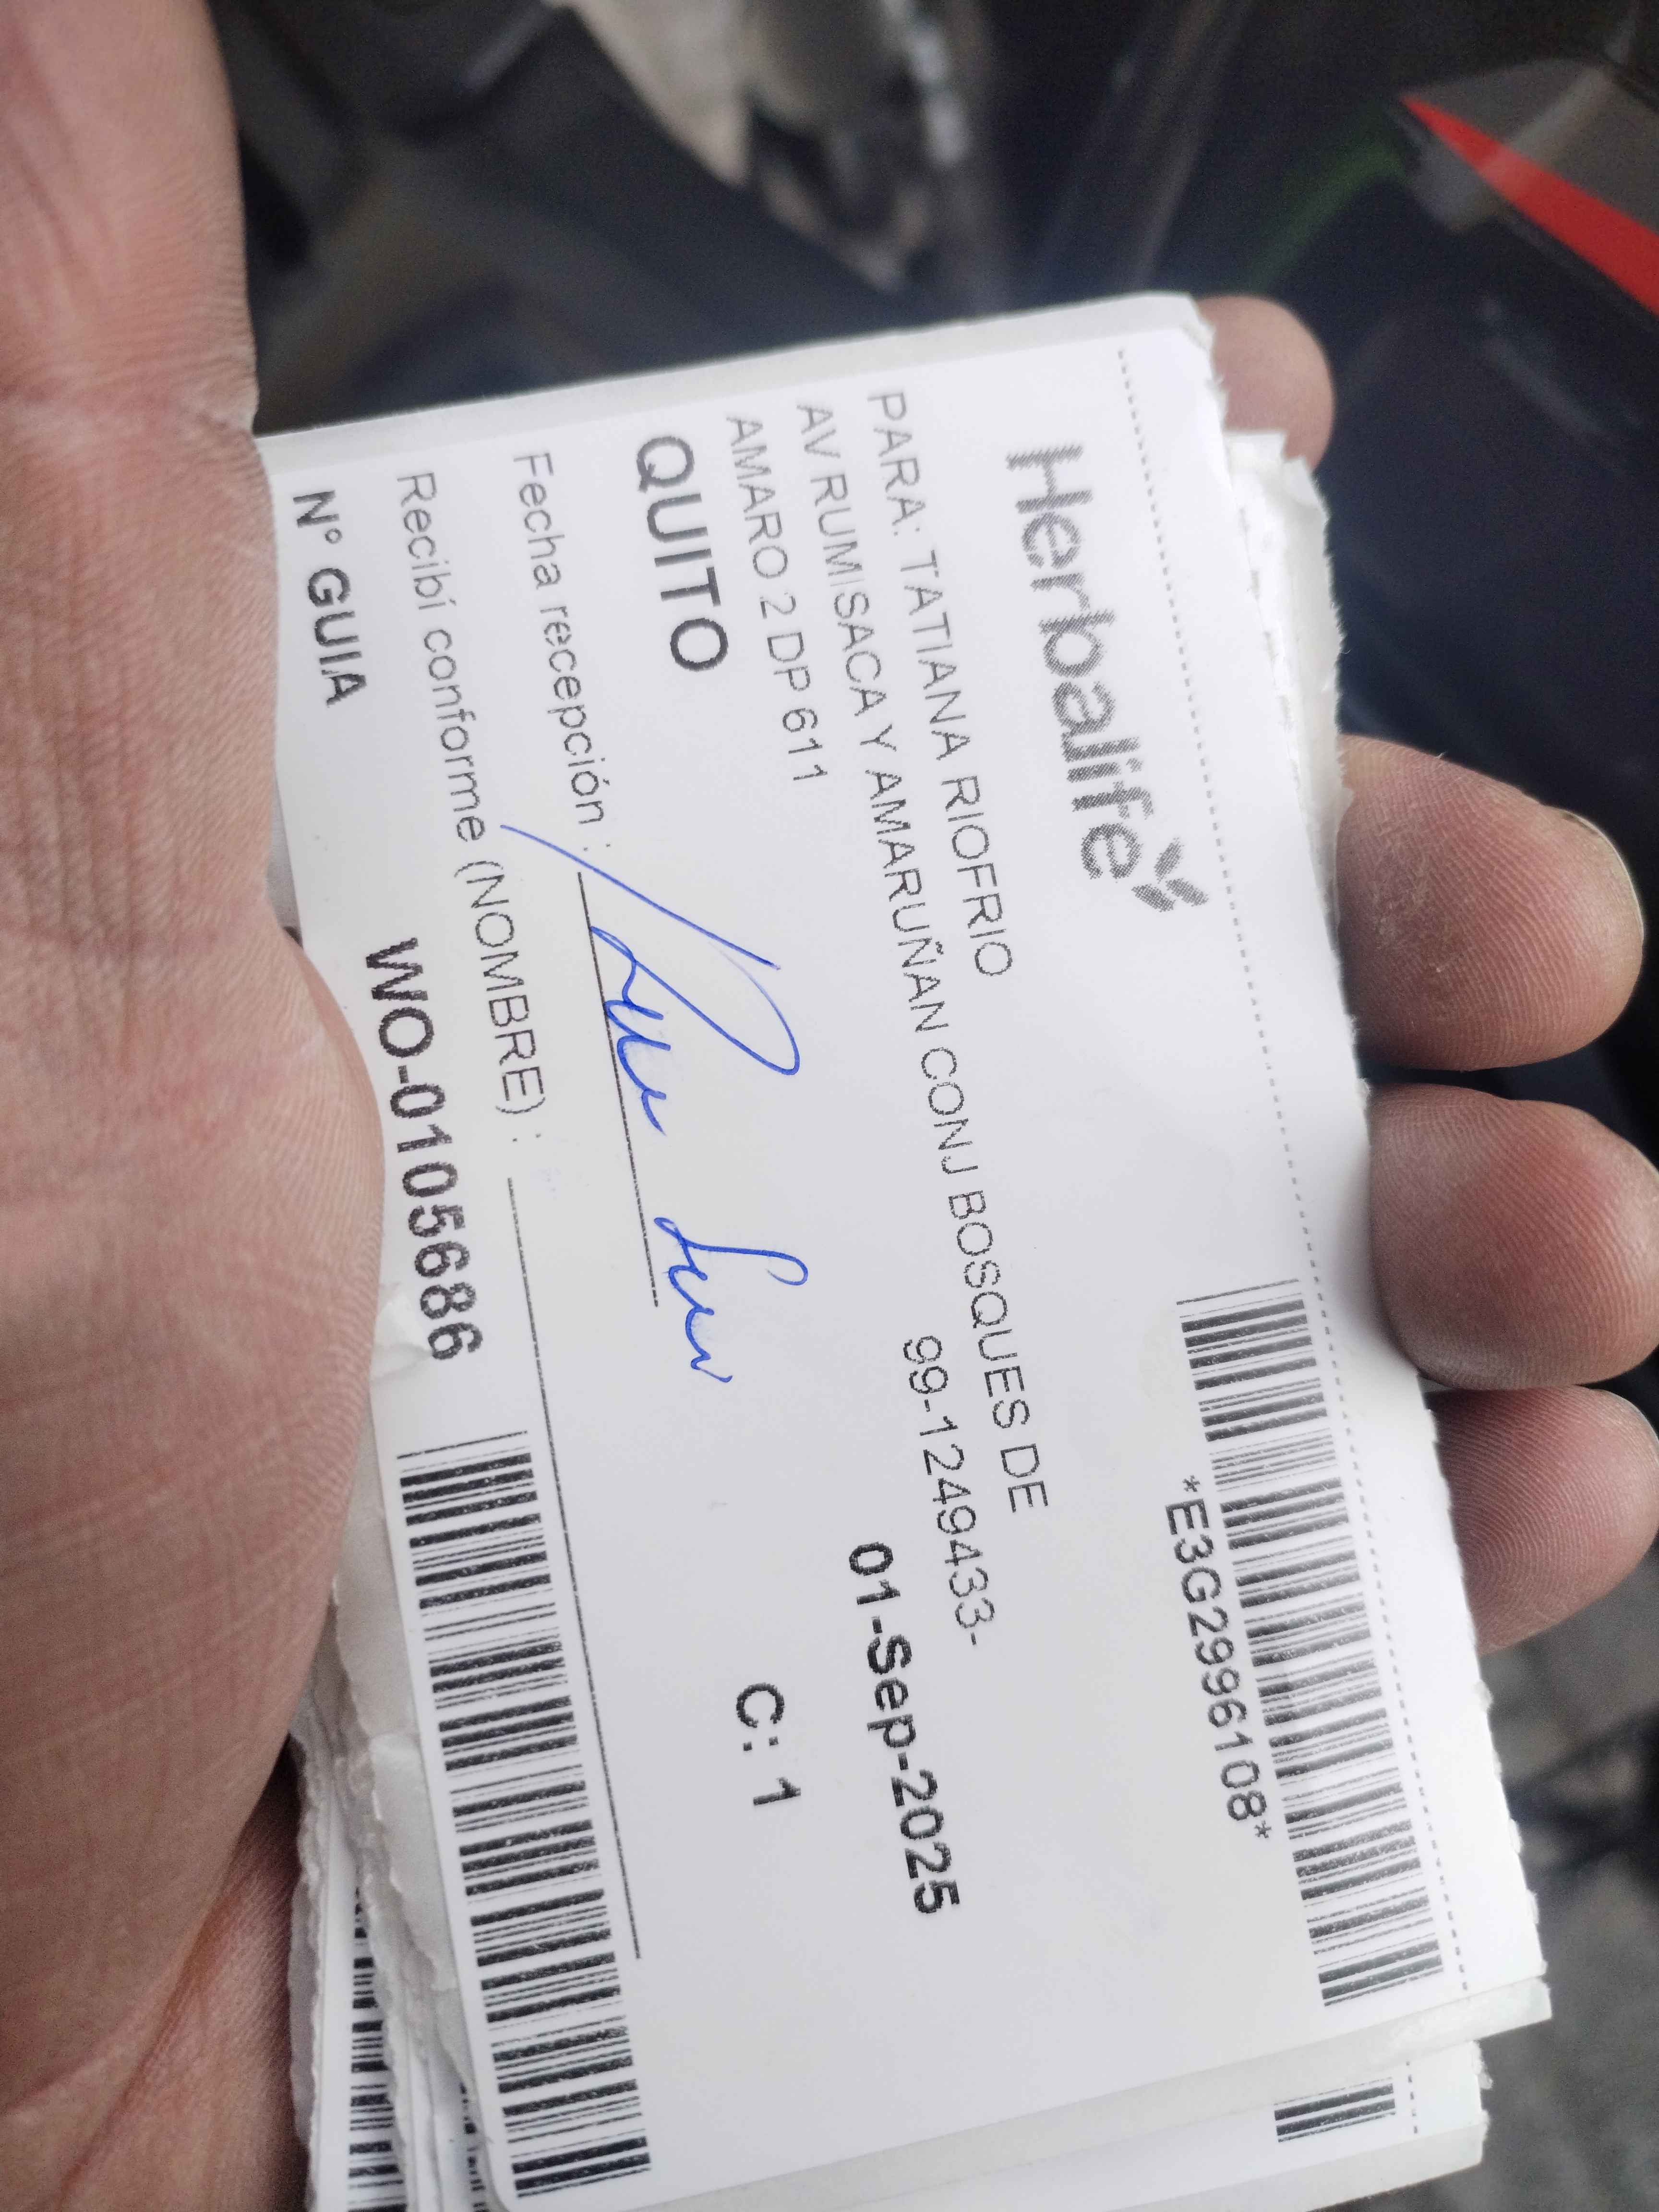 Herbalife
*E3G2996108*
PARA: TATIANA RIOFRIO
AV RUMISACA Y AMARUÑAN CONJ BOSQUES DE
AMARO 2 DP 611
99-1249433-
QUITO
01-Sep-2025
C: 1
Fecha recepción :
Recibí conforme (NOMBRE) :
N° GUIA WO-0105686